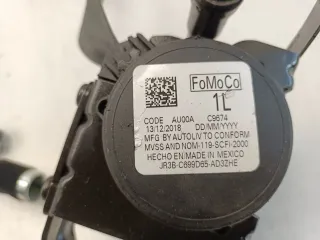 FoMoCo
1L
CODE AU00A C9674
13/12/2018 DD/MM/YYYY
MFG BY AUTOLIV TO CONFORM
MVSS AND NOM-119-SCFI-2000
HECHO EN/MADE IN MEXICO
JR3B-C699D65-AD3ZHE